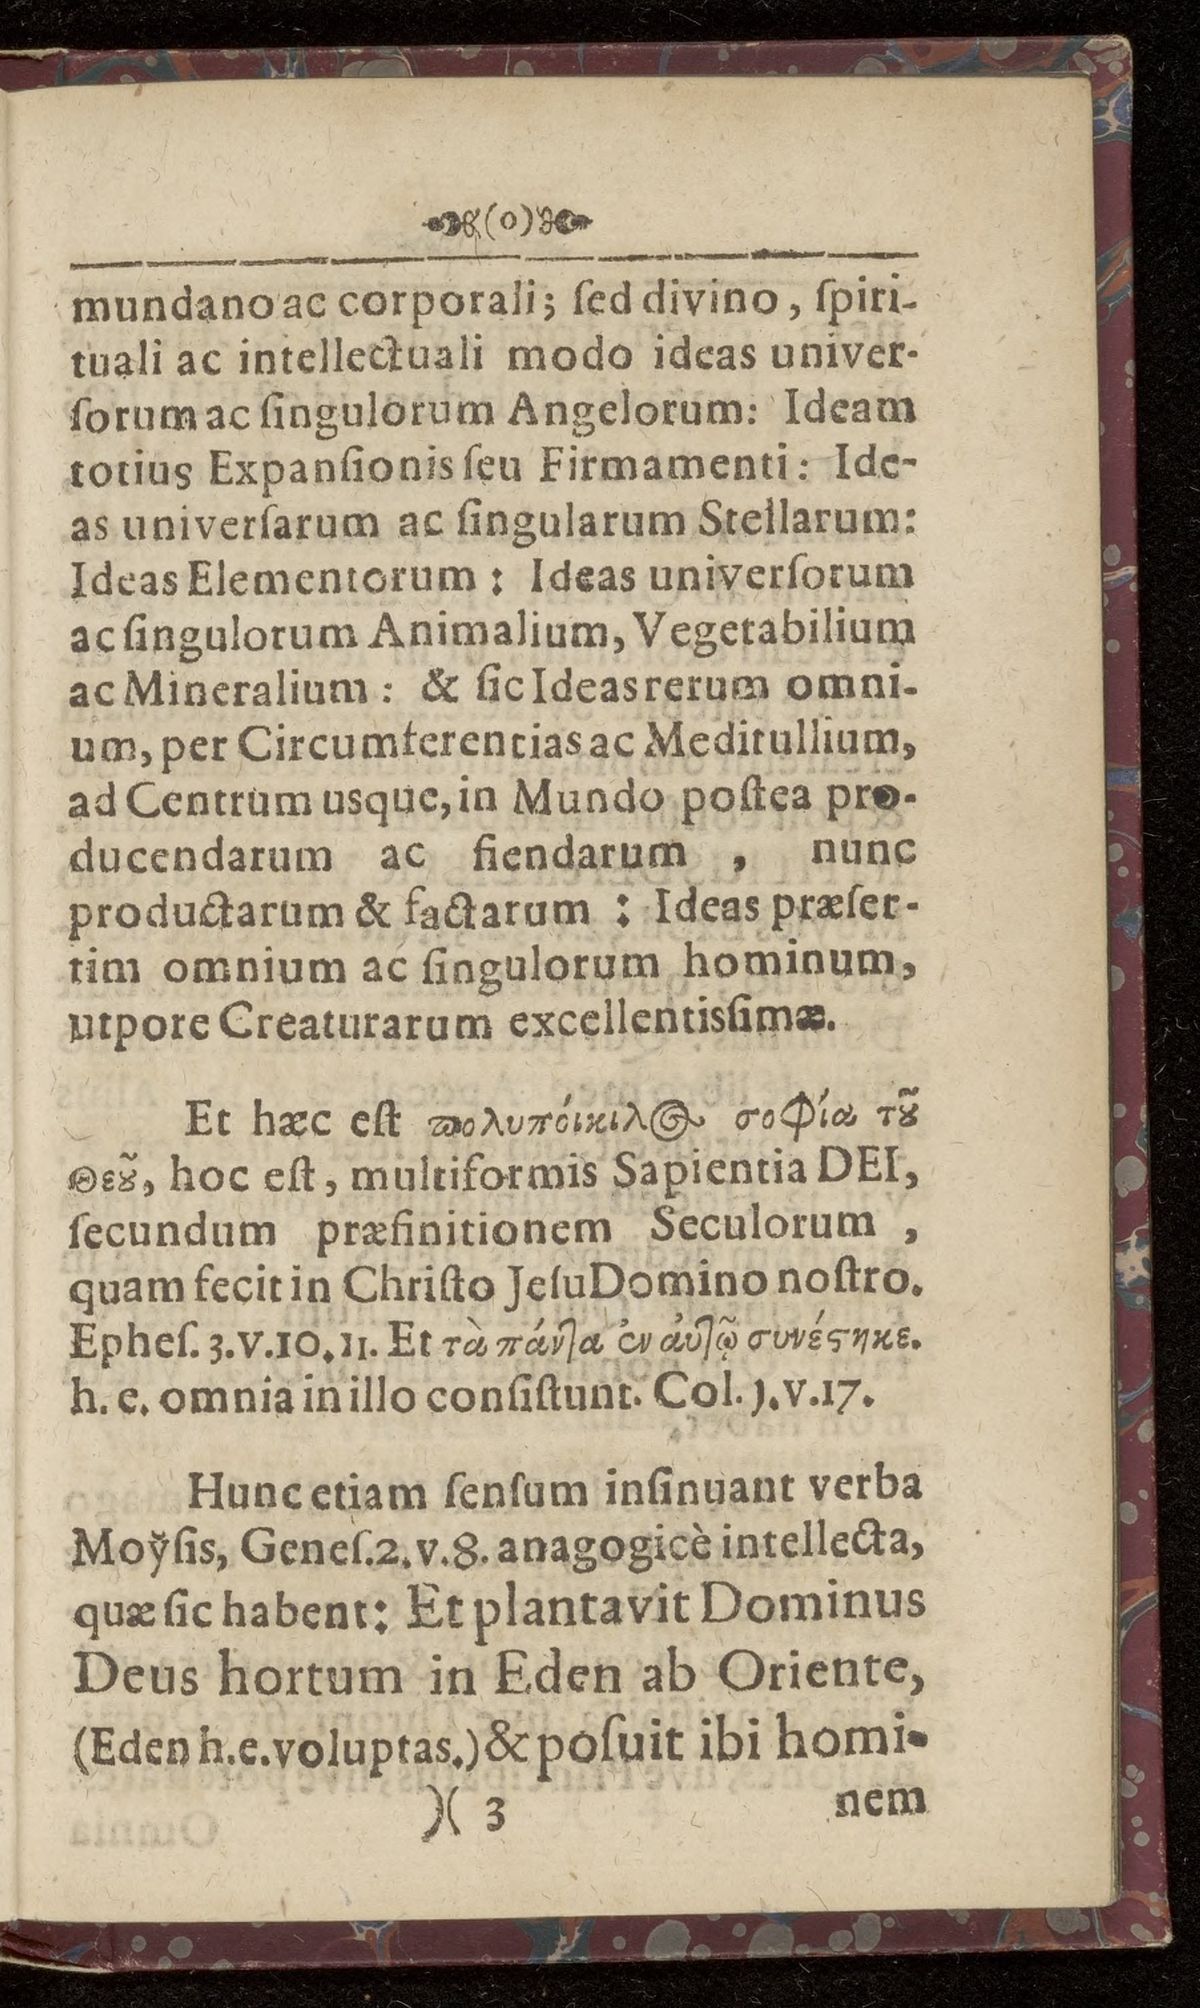 (o)
mundano ac corporali; ſed divino, ſpiri-
tuali ac intellectuali modo ideas univer-
ſorum ac ſingulorum Angelorum: Ideam
totius Expanſionis ſeu Firmamenti: Ide-
as univerſarum ac ſingularum Stellarum:
Ideas Elementorum: Ideas univerſorum
ac ſingulorum Animalium, Vegetabilium
ac Mineralium: & ſic Ideas rerum omni-
um, per Circumferentias ac Meditullium,
ad Centrum usque, in Mundo poſtea pro-
ducendarum ac fiendarum, nunc
productarum & factarum: Ideas præſer-
tim omnium ac ſingulorum hominum,
utpote Creaturarum excellentisſimæ.
Et hæc eſt πολυπόικιλος σοφία τοῦ
Θεοῦ, hoc eſt, multiformis Sapientia DEI,
ſecundum præfinitionem Seculorum,
quam fecit in Chriſto Jeſu Domino noſtro.
Epheſ. 3. v. 10. 11. Et τὰ πάντα ἐν ἀυτῷ συνέστηκε.
h. e. omnia in illo conſiſtunt. Col. 1. v. 17.
Hunc etiam ſenſum inſinuant verba
Moÿſis, Geneſ. 2. v. 8. anagogicè intellecta,
quæ ſic habent: Et plantavit Dominus
Deus hortum in Eden ab Oriente,
(Eden h. e. voluptas.) & poſuit ibi homi-
)( 3 nem